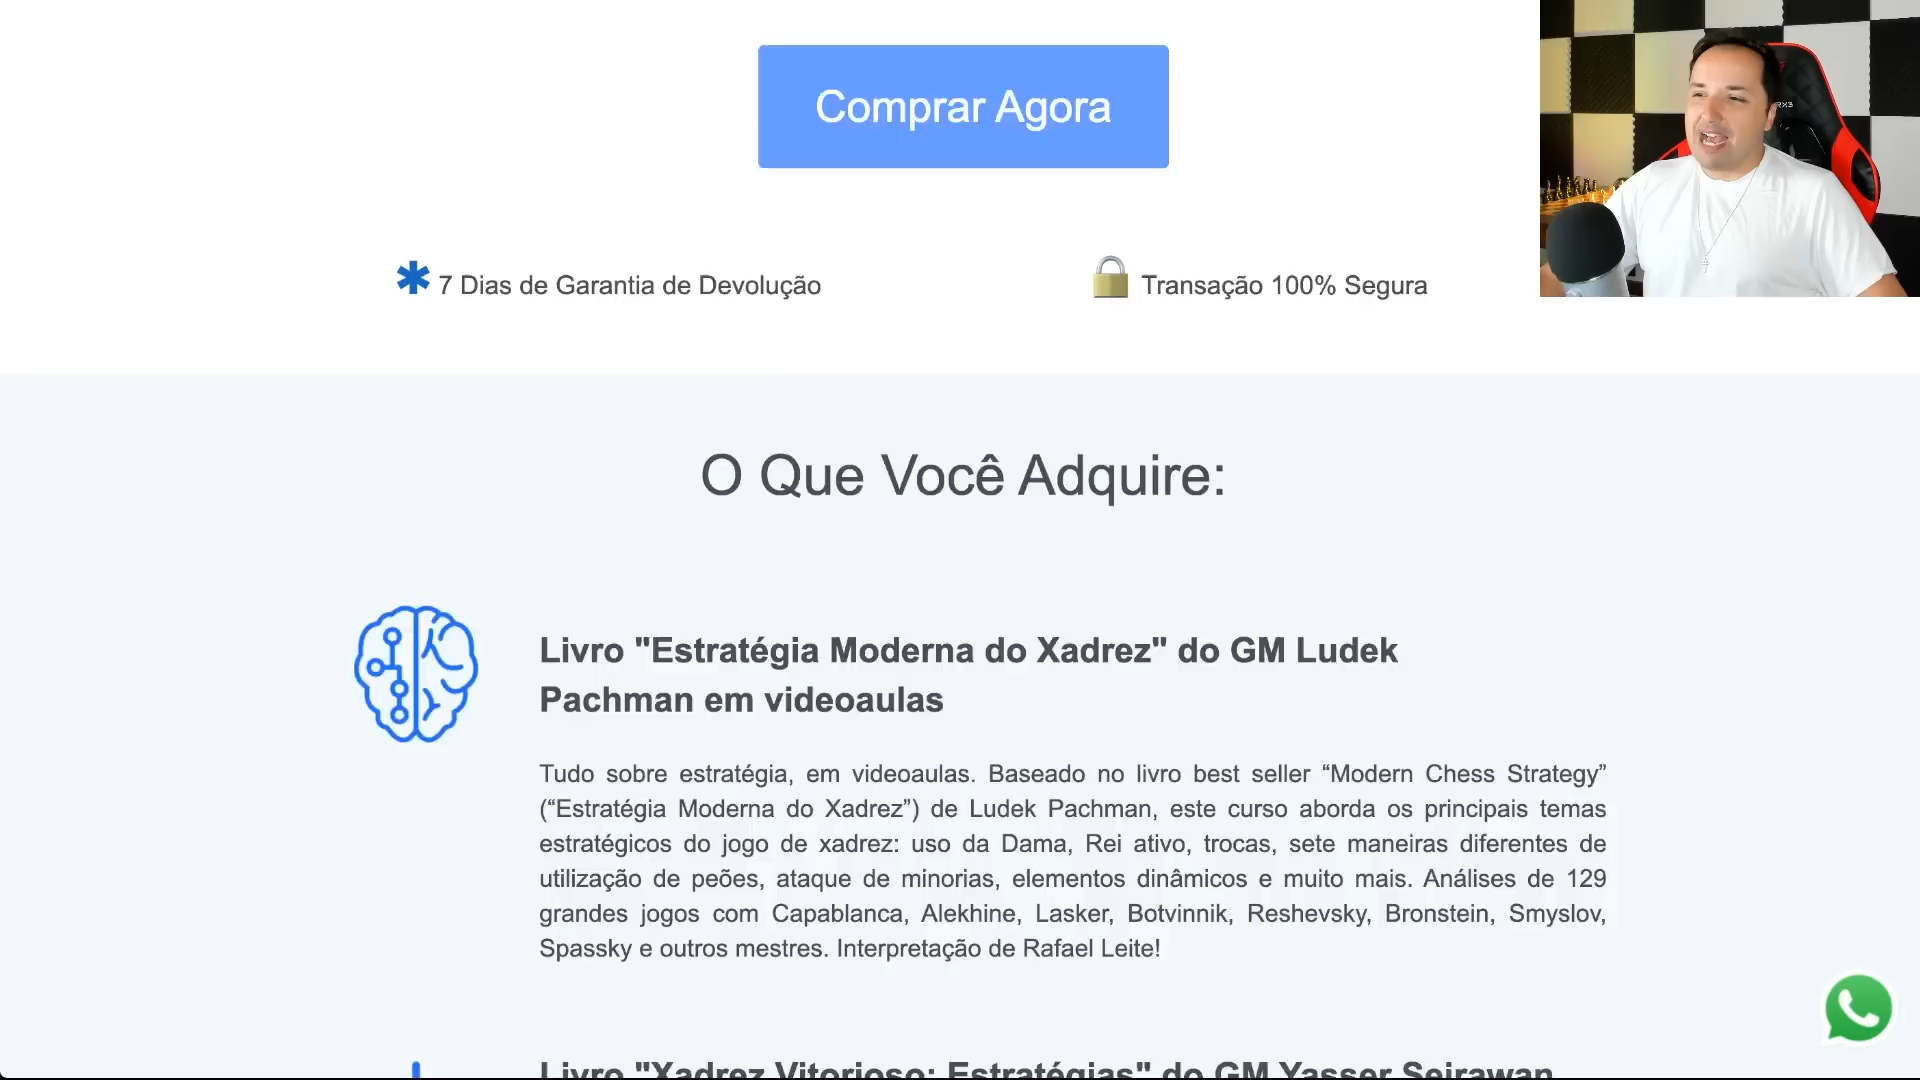 Comprar Agora
7 Dias de Garantia de Devolução
Transação 100% Segura
O Que Você Adquire:
Livro "Estratégia Moderna do Xadrez" do GM Ludek
Pachman em videoaulas
Tudo sobre estratégia, em videoaulas. Baseado no livro best seller “Modern Chess Strategy”
(“Estratégia Moderna do Xadrez”) de Ludek Pachman, este curso aborda os principais temas
estratégicos do jogo de xadrez: uso da Dama, Rei ativo, trocas, sete maneiras diferentes de
utilização de peões, ataque de minorias, elementos dinâmicos e muito mais. Análises de 129
grandes jogos com Capablanca, Alekhine, Lasker, Botvinnik, Reshevsky, Bronstein, Smyslov,
Spassky e outros mestres. Interpretação de Rafael Leite!
Livro "Xadrez Vitorioso: Estratégias" do GM Yasser Seirawan